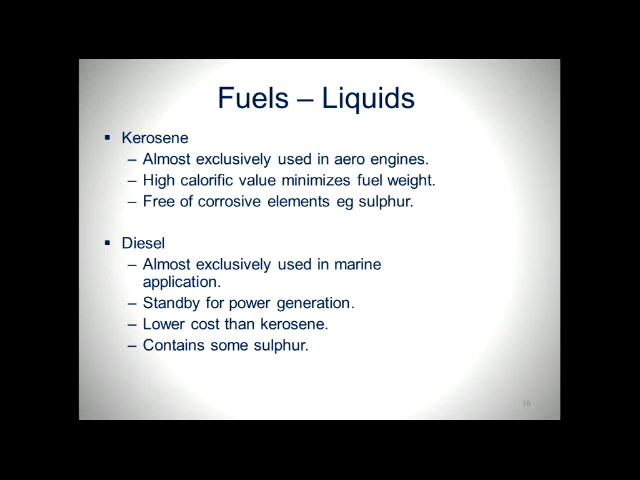 Fuels – Liquids
▪ Kerosene
– Almost exclusively used in aero engines.
– High calorific value minimizes fuel weight.
– Free of corrosive elements eg sulphur.
▪ Diesel
– Almost exclusively used in marine
application.
– Standby for power generation.
– Lower cost than kerosene.
– Contains some sulphur.
16